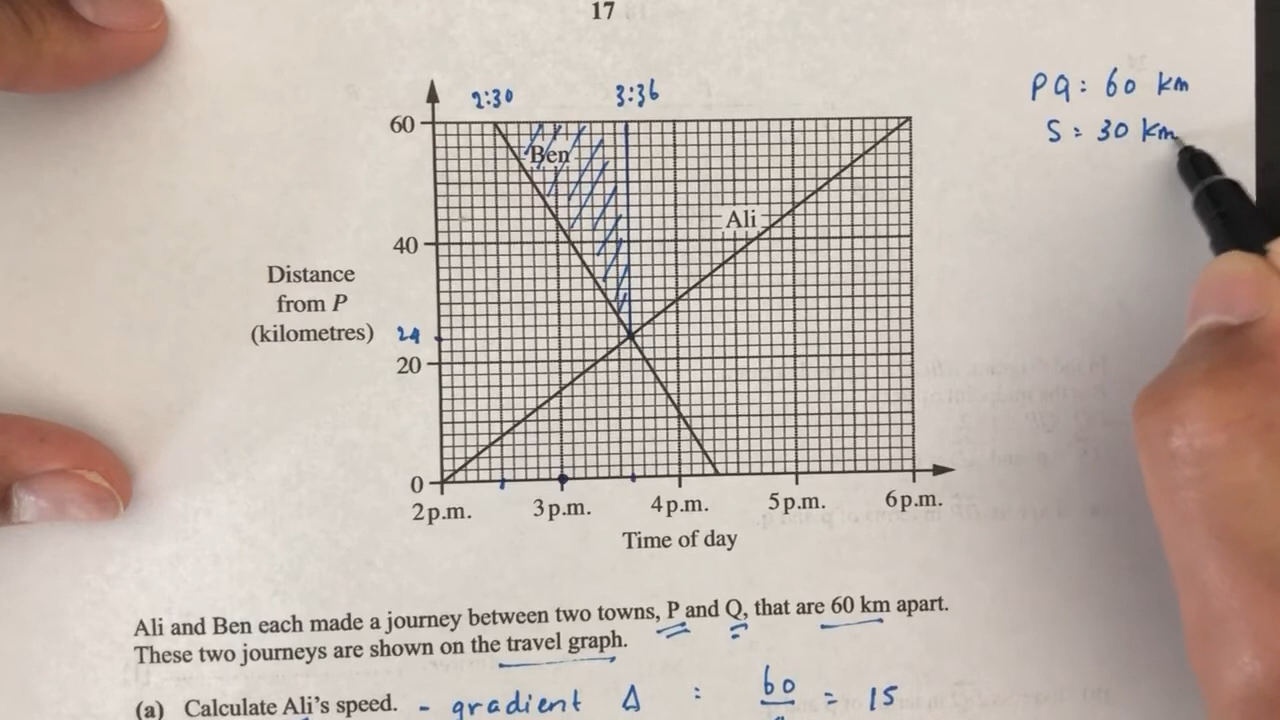 17
2:30 3:36
PQ: 60 km
S = 30 km
60
Ben
Ali
40
Distance
from P
(kilometres) 24
20
0
2 p.m. 3 p.m. 4 p.m. 5 p.m. 6 p.m.
Time of day
Ali and Ben each made a journey between two towns, P and Q, that are 60 km apart.
These two journeys are shown on the travel graph.
(a) Calculate Ali's speed. - gradient Δ : 60 = 15